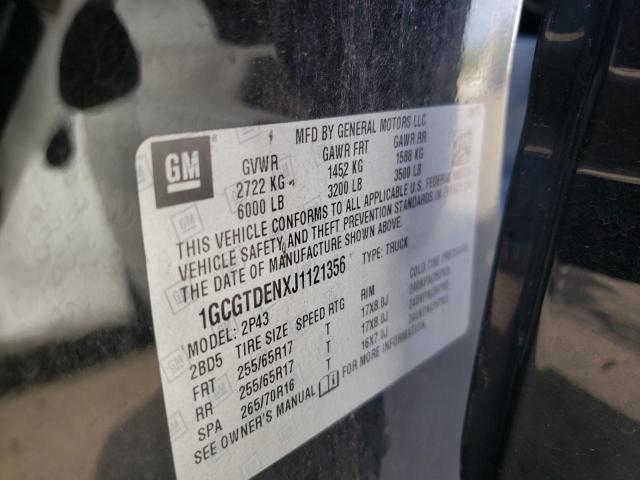 MFD BY GENERAL MOTORS LLC
GM
GVWR GAWR FRT GAWR RR
2722 KG 1452 KG 1588 KG
6000 LB 3200 LB 3500 LB
THIS VEHICLE CONFORMS TO ALL APPLICABLE U.S. FEDERAL
VEHICLE SAFETY, AND THEFT PREVENTION STANDARDS IN
THE DATE OF MANUFACTURE SHOWN ABOVE.
1GCGTDENXJ1121356 TYPE: TRUCK
MODEL: 2P43
2BD5 TIRE SIZE SPEED RTG RIM COLD TIRE PRESSURE
FRT 255/65R17 T 17X8.0J
RR 255/65R17 T 17X8.0J
SPA 265/70R16 T 16X7.0J
SEE OWNER'S MANUAL FOR MORE INFORMATION.